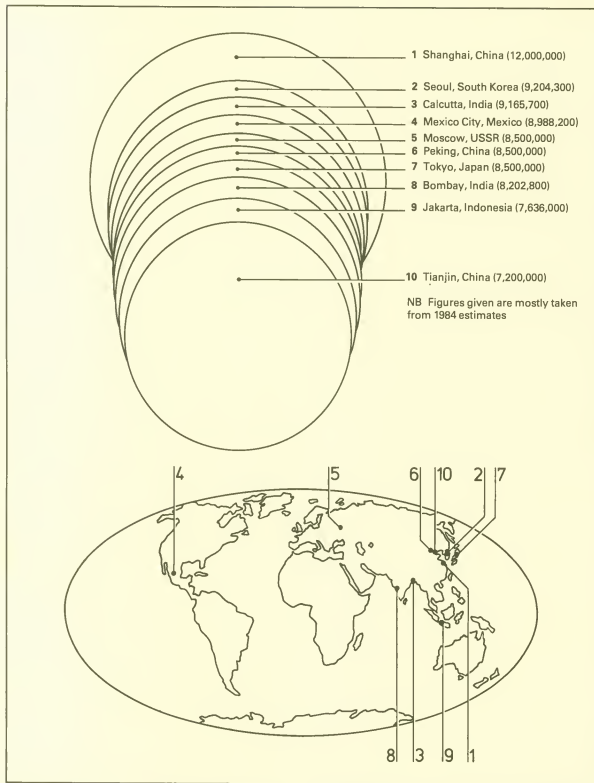 1 Shanghai, China (12,000,000)
2 Seoul, South Korea (9,204,300)
3 Calcutta, India (9,165,700)
4 Mexico City, Mexico (8,988,200)
5 Moscow, USSR (8,500,000)
6 Peking, China (8,500,000)
7 Tokyo, Japan (8,500,000)
8 Bombay, India (8,202,800)
9 Jakarta, Indonesia (7,636,000)
10 Tianjin, China (7,200,000)
NB Figures given are mostly taken
from 1984 estimates
4 5 6 10 2 7
8 3 9 1